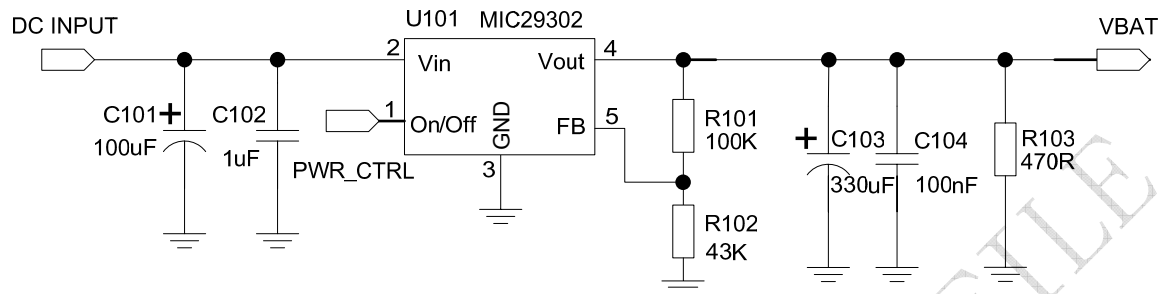 DC INPUT
U101 MIC29302
VBAT
2
4
Vin
Vout
C101
+
100uF
C102
1uF
1
On/Off
GND
FB
5
PWR_CTRL
3
R101
100K
R102
43K
+
C103
330uF
C104
100nF
R103
470R
FILE